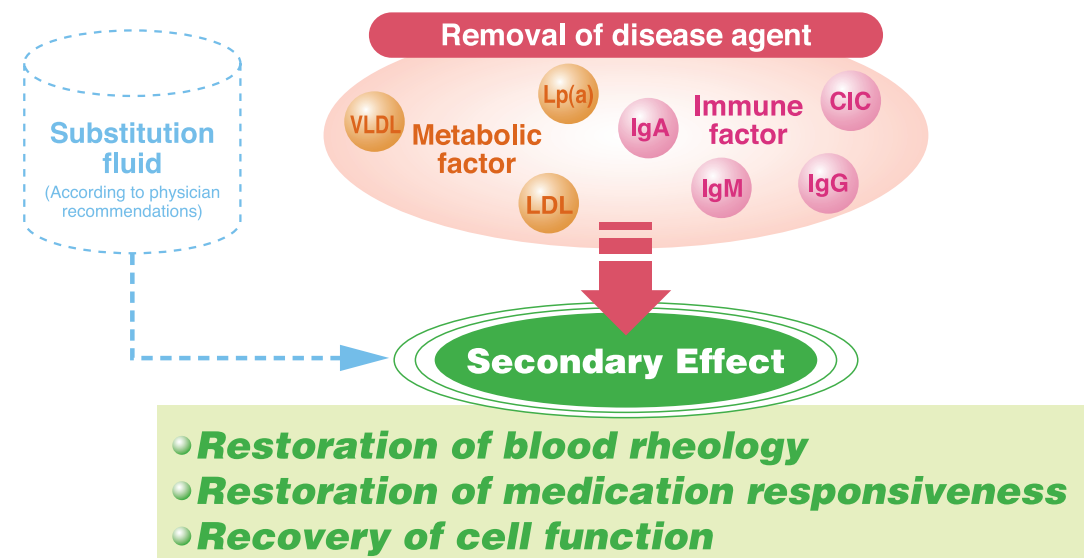 Removal of disease agent
Substitution
fluid
(According to physician
recommendations)
VLDL
Metabolic
factor
Lp(a)
LDL
IgA
Immune
factor
CIC
IgM
IgG
Secondary Effect
Restoration of blood rheology
Restoration of medication responsiveness
Recovery of cell function